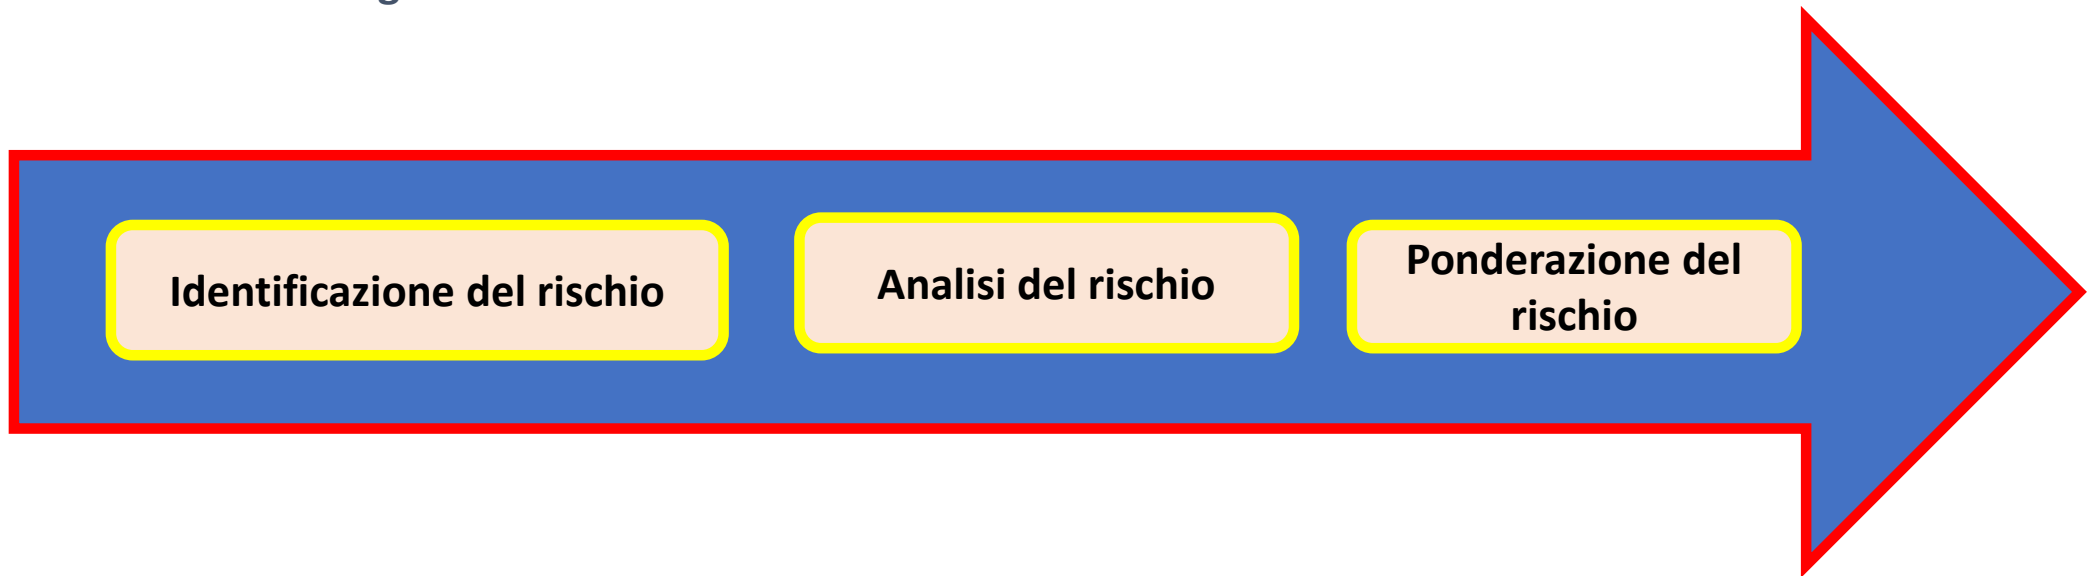 Identificazione del rischio
Analisi del rischio
Ponderazione del
rischio